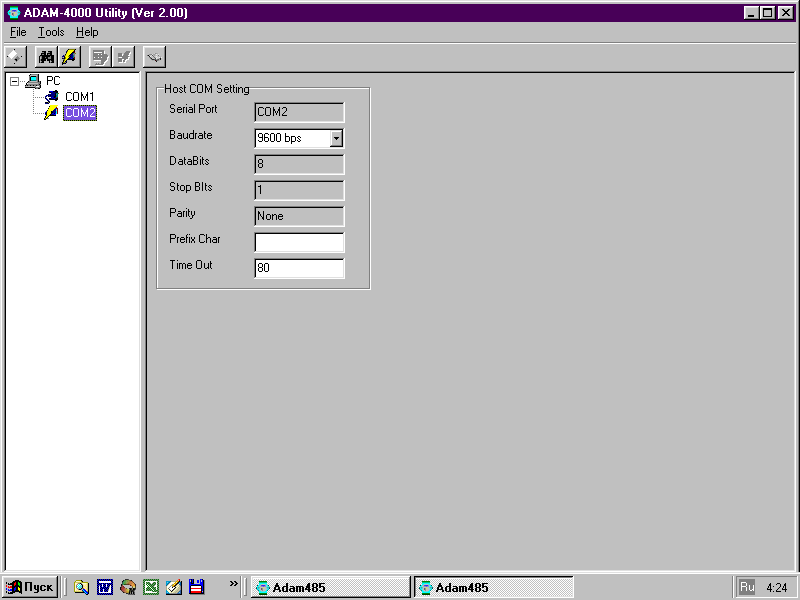 ADAM-4000 Utility (Ver 2.00)
File Tools Help
PC
COM1
COM2
Host COM Setting
Serial Port COM2
Baudrate 9600 bps
DataBits 8
Stop BIts 1
Parity None
Prefix Char
Time Out 80
Пуск W X » Adam485 Adam485 Ru 4:24